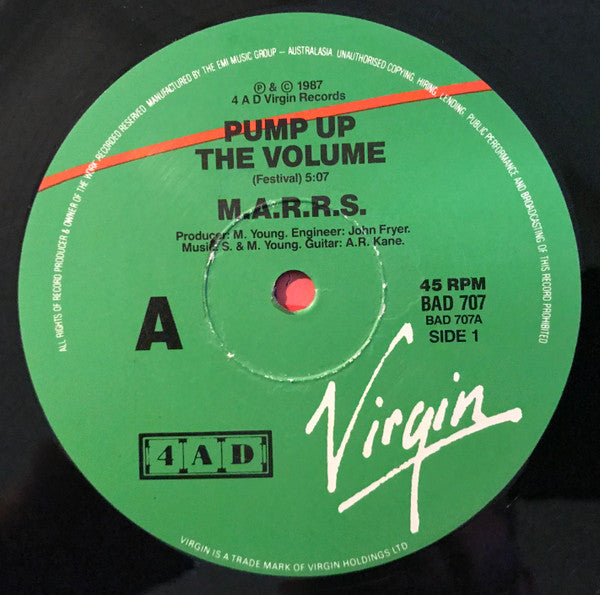 ALL RIGHTS OF RECORD PRODUCER & OWNER OF THE WORK RECORDED RESERVED. MANUFACTURED BY THE EMI MUSIC GROUP – AUSTRALASIA. UNAUTHORISED COPYING, HIRING, LENDING, PUBLIC PERFORMANCE AND BROADCASTING OF THIS RECORD PROHIBITED
℗ & © 1987
4 A D Virgin Records
PUMP UP
THE VOLUME
(Festival) 5:07
M.A.R.R.S.
Producer: M. Young. Engineer: John Fryer.
Music: S. & M. Young. Guitar: A.R. Kane.
A
45 RPM
BAD 707
BAD 707A
SIDE 1
4AD
Virgin
VIRGIN IS A TRADE MARK OF VIRGIN HOLDINGS LTD